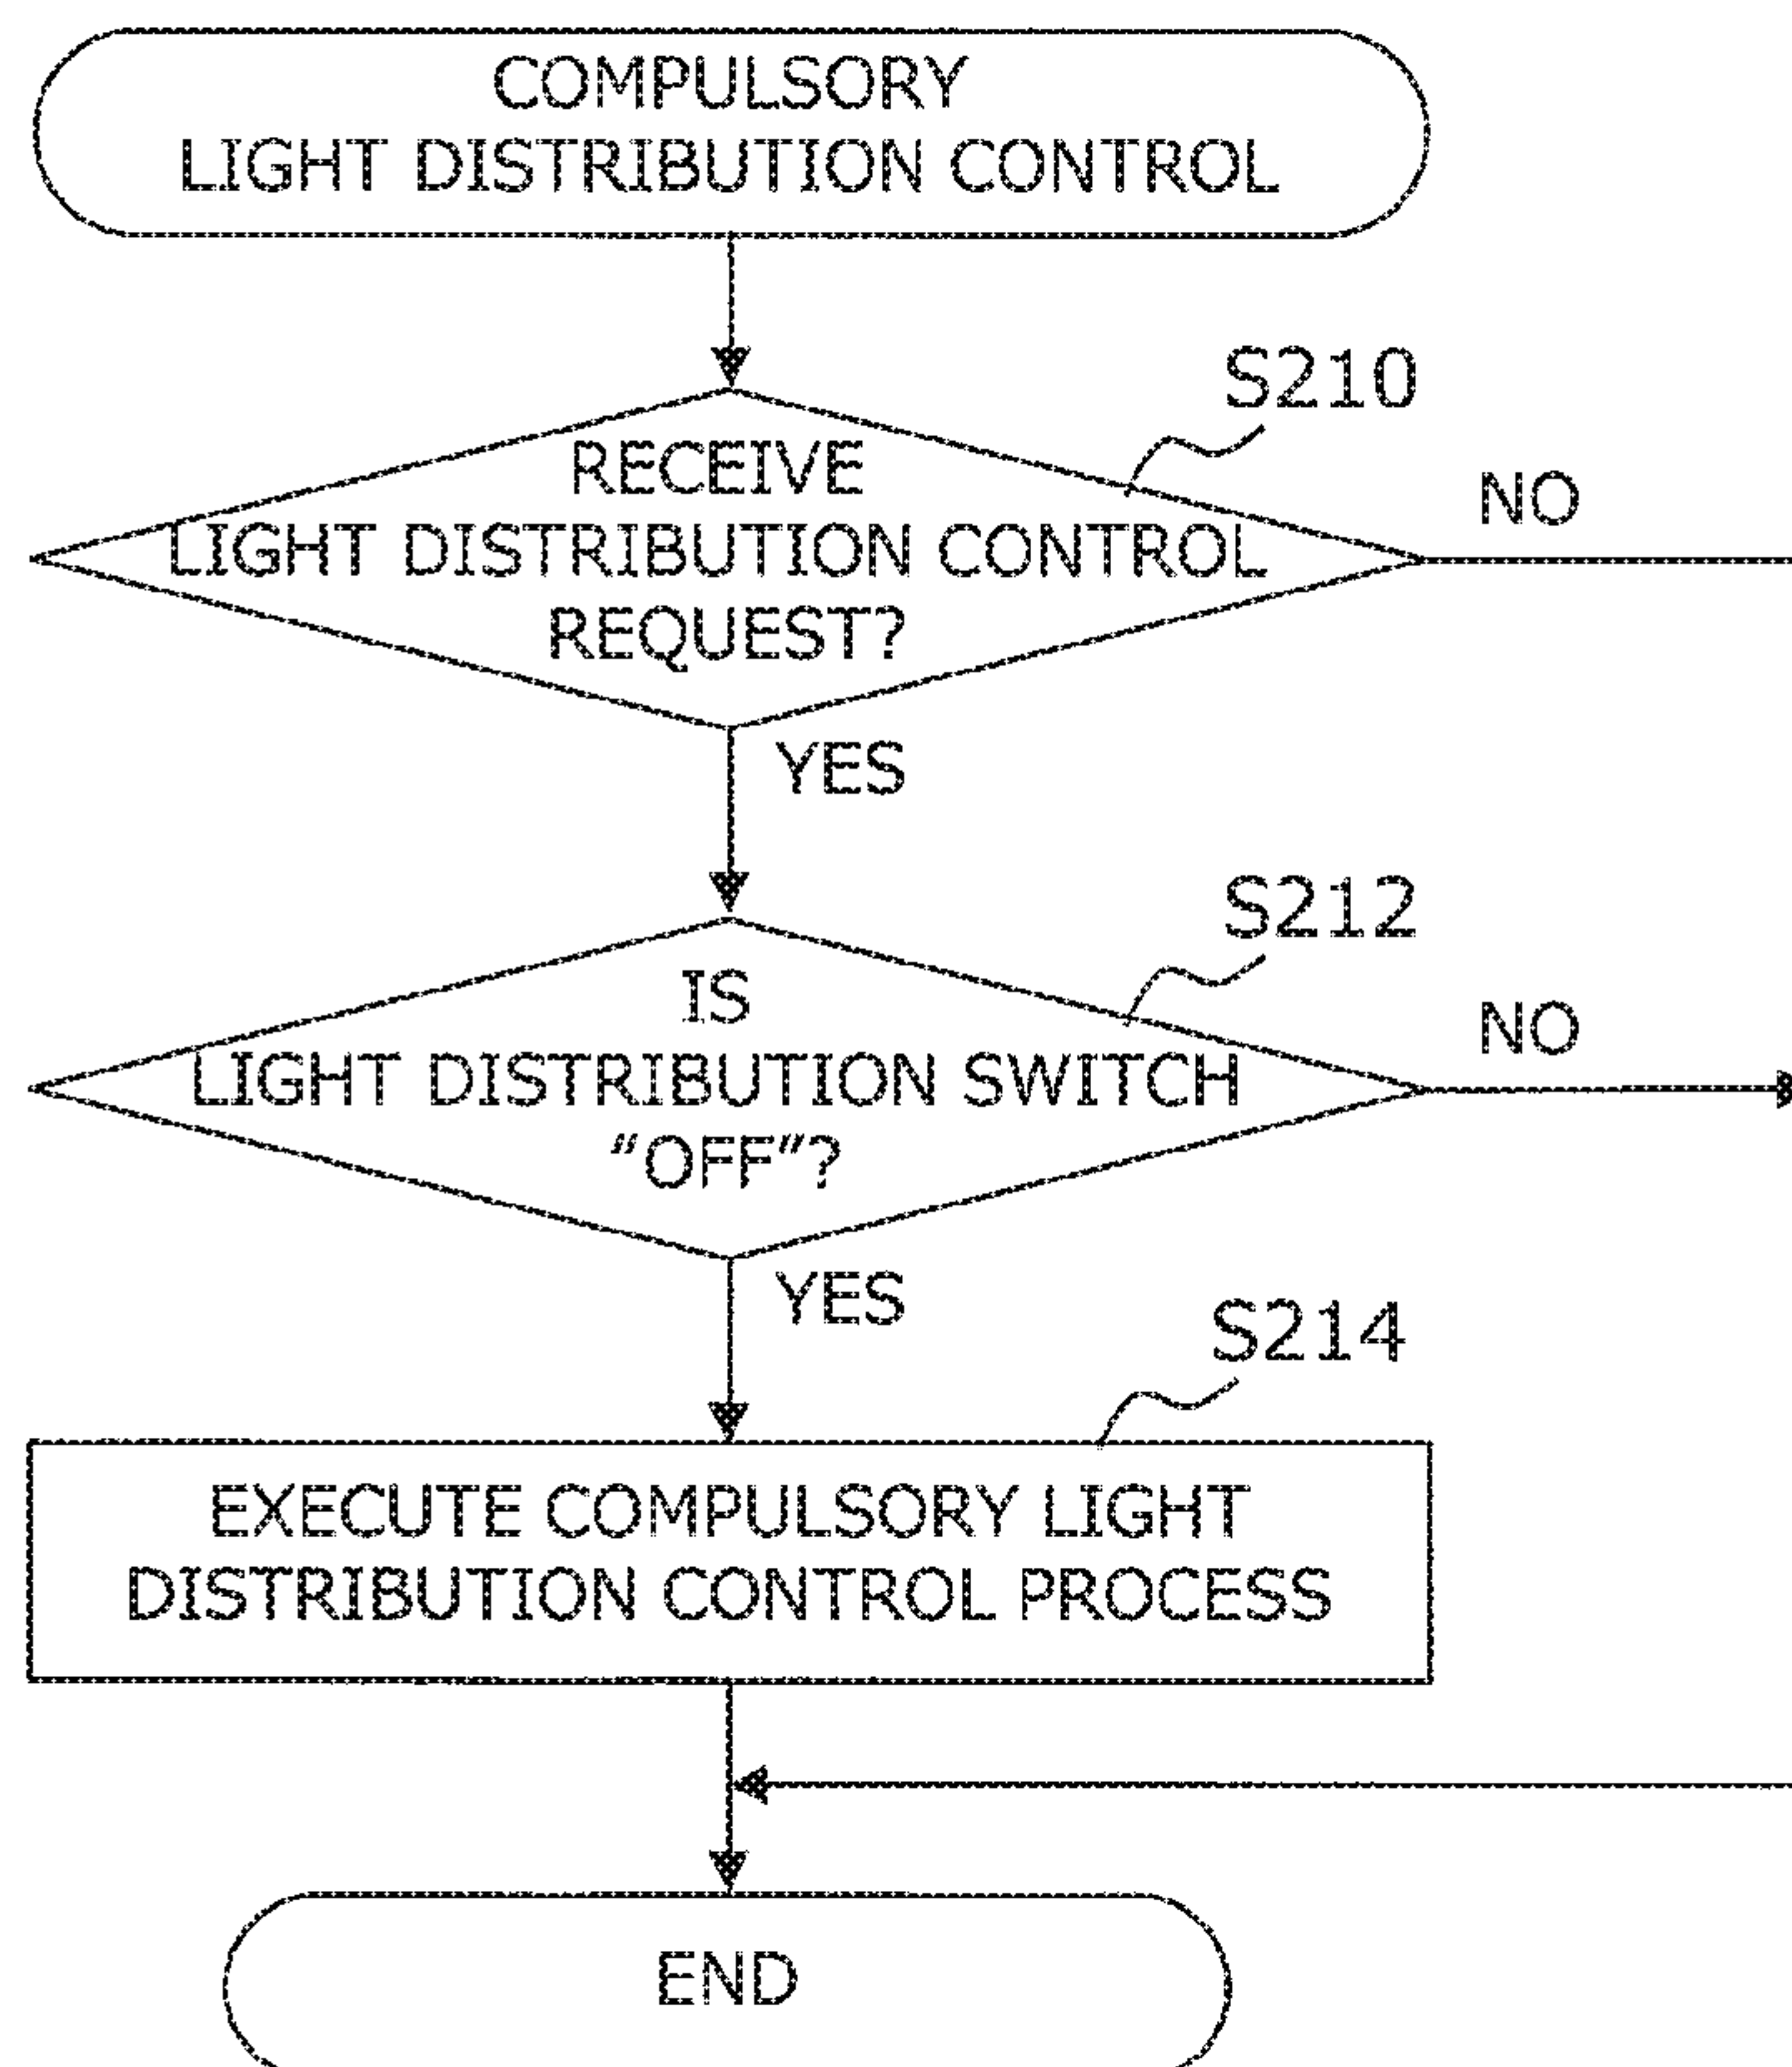 COMPULSORY
LIGHT DISTRIBUTION CONTROL
S210
RECEIVE
LIGHT DISTRIBUTION CONTROL
REQUEST?
NO
YES
S212
IS
LIGHT DISTRIBUTION SWITCH
"OFF"?
NO
YES
S214
EXECUTE COMPULSORY LIGHT
DISTRIBUTION CONTROL PROCESS
END